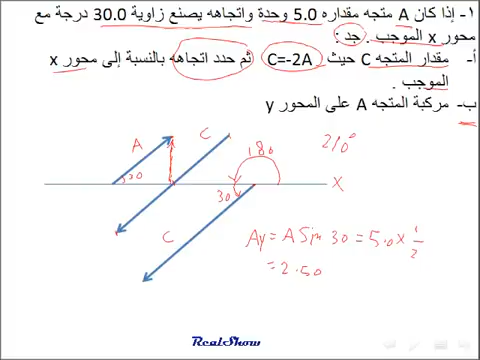 ١- إذا كان A متجه مقداره 5.0 وحدة واتجاهه يصنع زاوية 30.0 درجة مع
محور x الموجب . جد :
أ- مقدار المتجه C حيث C=-2A ثم حدد اتجاهه بالنسبة إلى محور x
الموجب .
ب- مركبة المتجه A على المحور y
A
C
180
210°
30
30
X
C
Ay = A Sin 30 = 5.0 x 1/2
= 2.50
RealShow